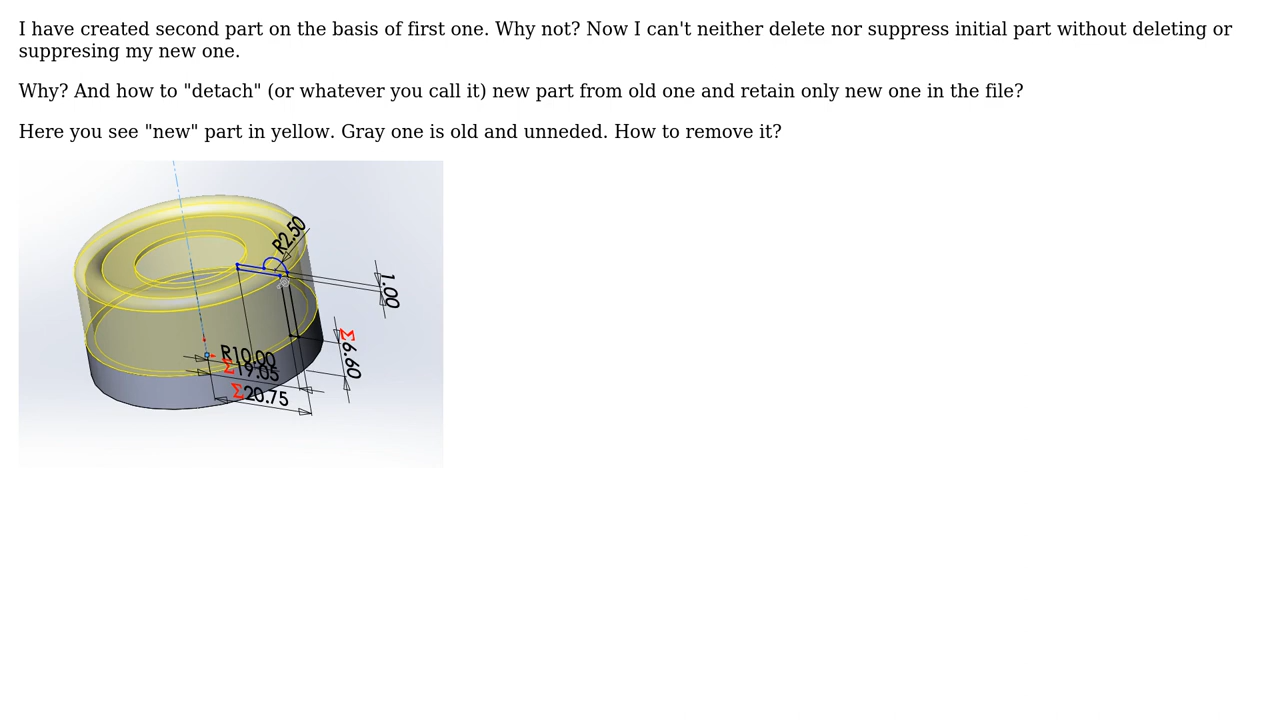 I have created second part on the basis of first one. Why not? Now I can't neither delete nor suppress initial part without deleting or
suppresing my new one.
Why? And how to "detach" (or whatever you call it) new part from old one and retain only new one in the file?
Here you see "new" part in yellow. Gray one is old and unneded. How to remove it?
R2.50
1.00
Σ6.60
R10.00
Σ19.05
Σ20.75